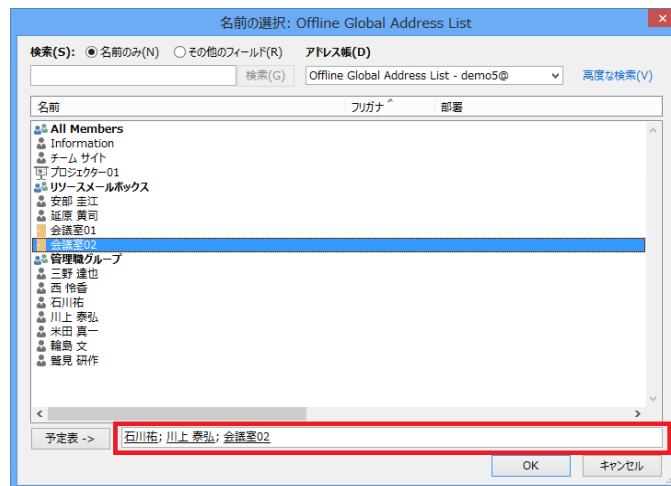 名前の選択: Offline Global Address List
検索(S): 名前のみ(N) その他のフィールド(R) アドレス帳(D)
検索(G) Offline Global Address List - demo5@ 高度な検索(V)
名前 フリガナ 部署
All Members
Information
チーム サイト
プロジェクター01
リソースメールボックス
安部 圭江
延原 黄司
会議室01
会議室02
管理職グループ
三野 達也
西 怜香
石川祐
川上 泰弘
米田 真一
輪島 文
鷲見 研作
予定表 -> 石川祐; 川上 泰弘; 会議室02
OK キャンセル